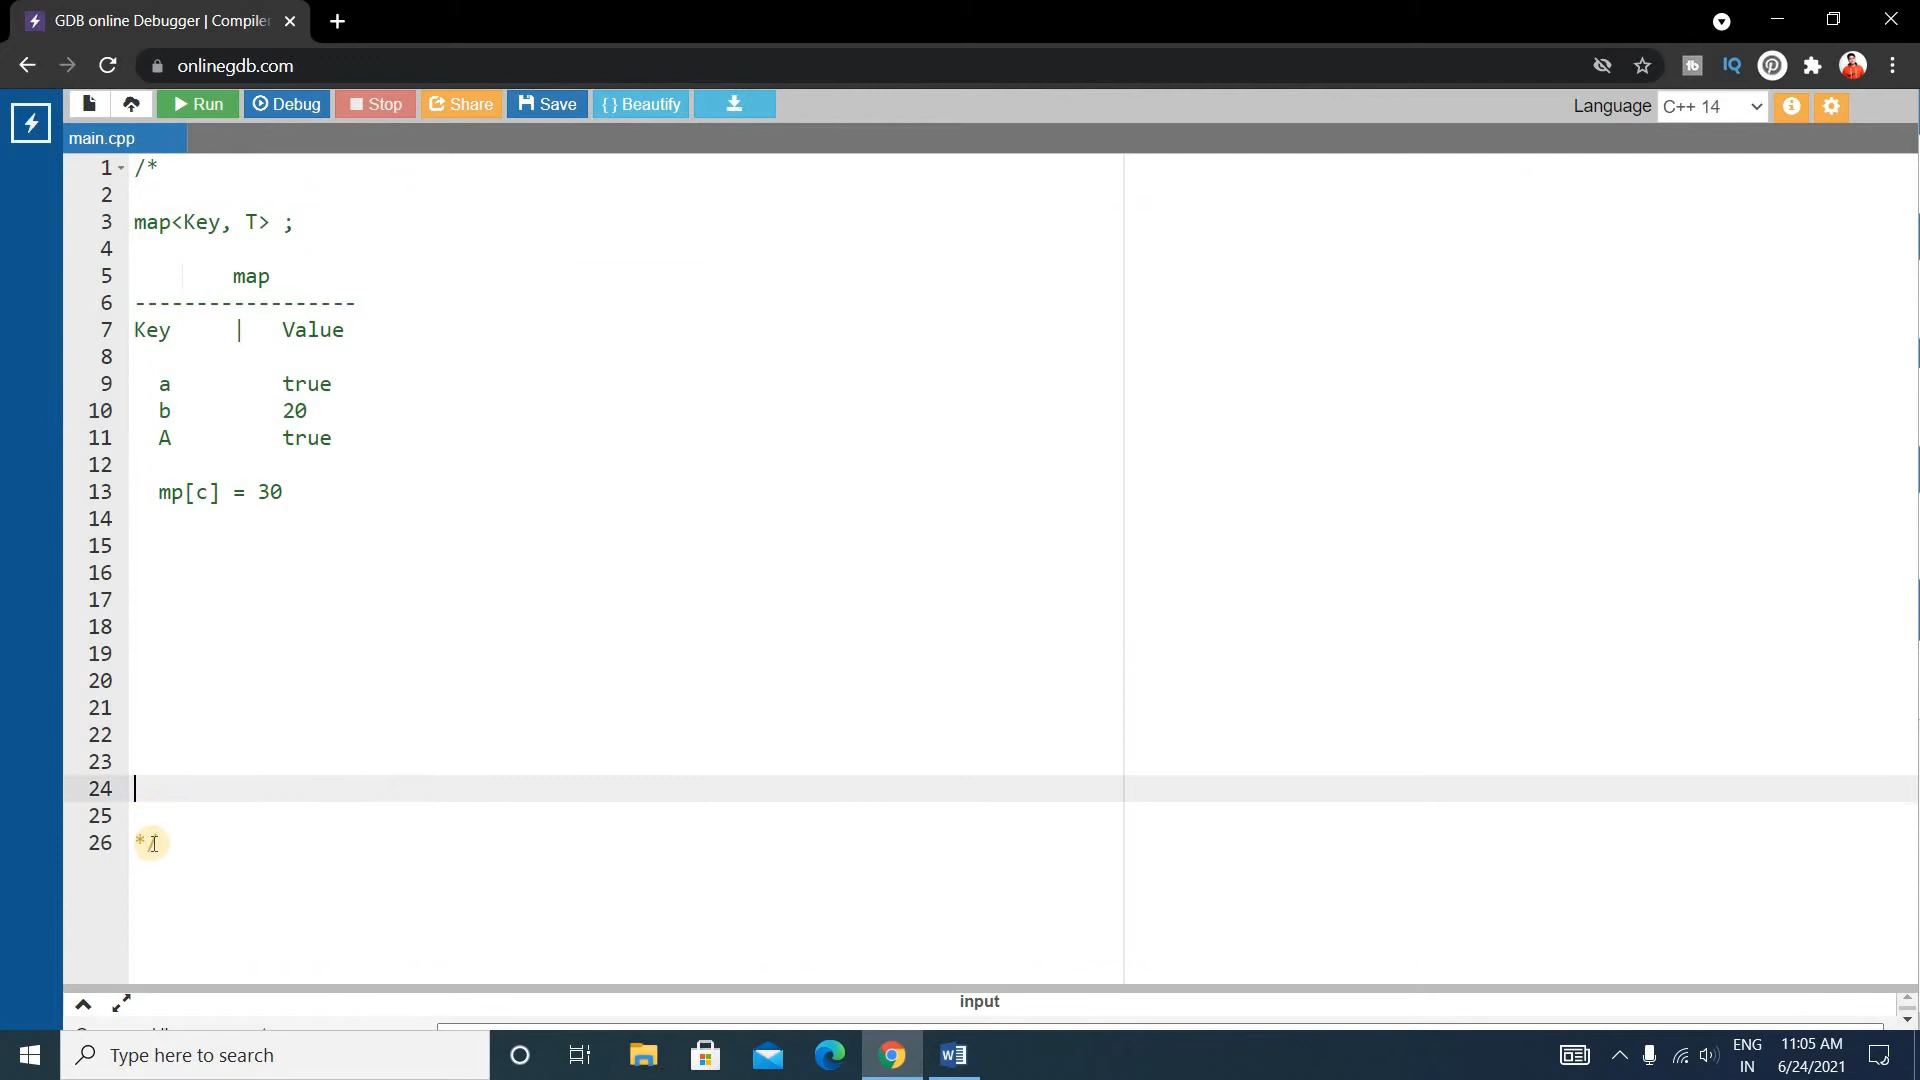 GDB online Debugger | Compiler
onlinegdb.com
Run Debug Stop Share Save { } Beautify Language C++ 14
main.cpp
1 /*
2
3 map<Key, T> ;
4
5 map
6 ------------------
7 Key | Value
8
9 a true
10 b 20
11 A true
12
13 mp[c] = 30
14
15
16
17
18
19
20
21
22
23
24
25
26 */
input
Type here to search
ENG 11:05 AM
IN 6/24/2021